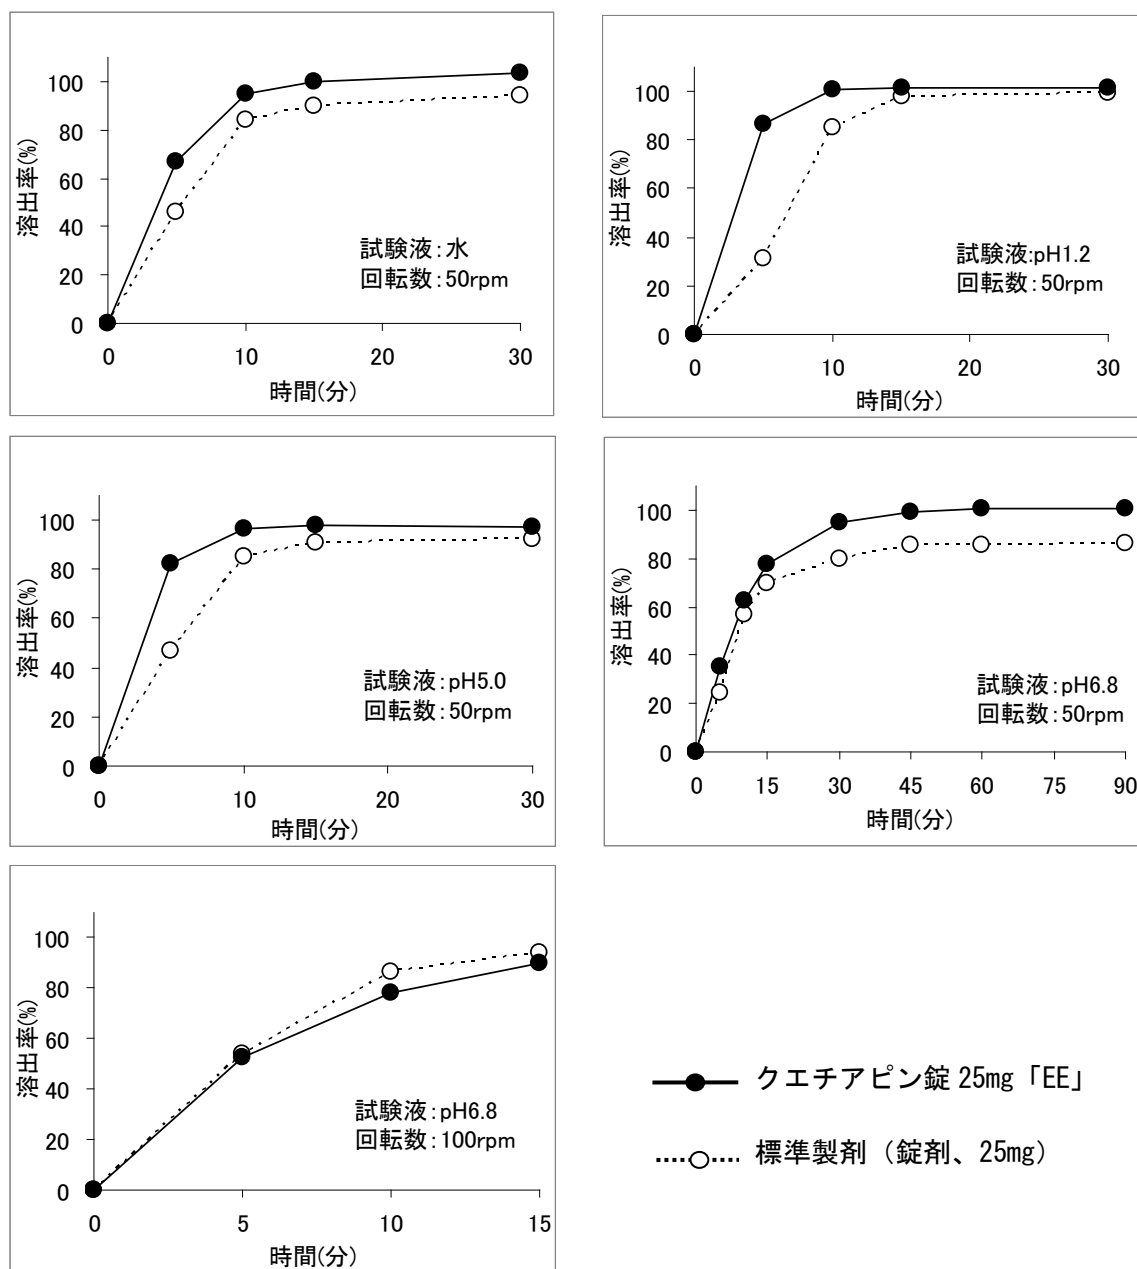 溶出率(%)
100
80
60
40
20
0
試験液:水
回転数:50rpm
0 10 20 30
時間(分)
溶出率(%)
100
80
60
40
20
0
試験液:pH1.2
回転数:50rpm
0 10 20 30
時間(分)
溶出率(%)
100
80
60
40
20
0
試験液:pH5.0
回転数:50rpm
0 10 20 30
時間(分)
溶出率(%)
100
80
60
40
20
0
試験液:pH6.8
回転数:50rpm
0 15 30 45 60 75 90
時間(分)
溶出率(%)
100
80
60
40
20
0
試験液:pH6.8
回転数:100rpm
0 5 10 15
時間(分)
クエチアピン錠 25mg「EE」
標準製剤（錠剤、25mg）